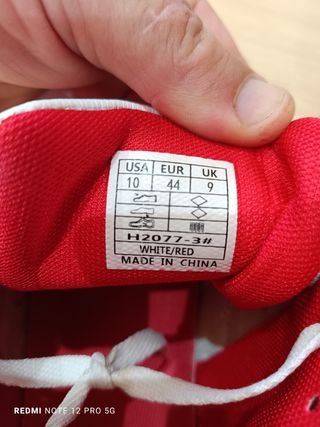 USA EUR UK
10 44 9
H2077-3#
WHITE/RED
MADE IN CHINA
REDMI NOTE 12 PRO 5G